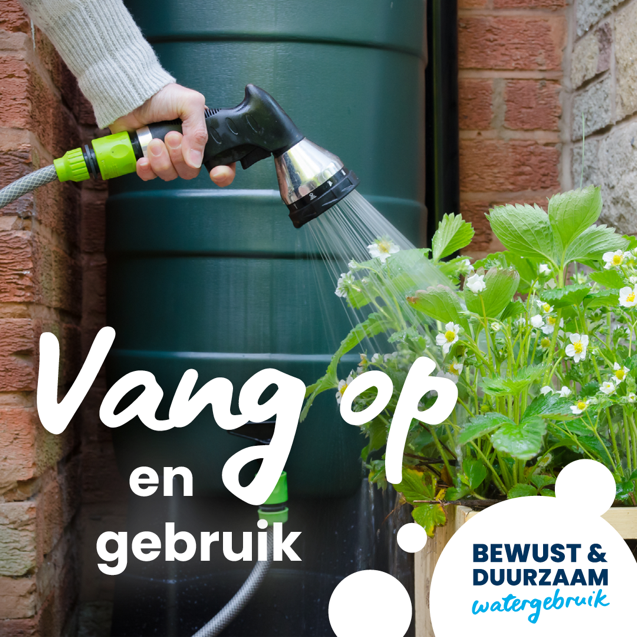 Vang op
en
gebruik
BEWUST &
DUURZAAM
watergebruik